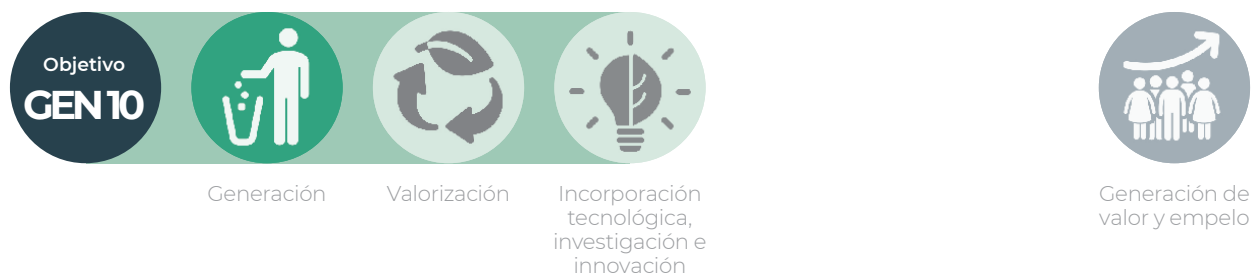 Objetivo
GEN 10
Generación
Valorización
Incorporación
tecnológica,
investigación e
innovación
Generación de
valor y empelo